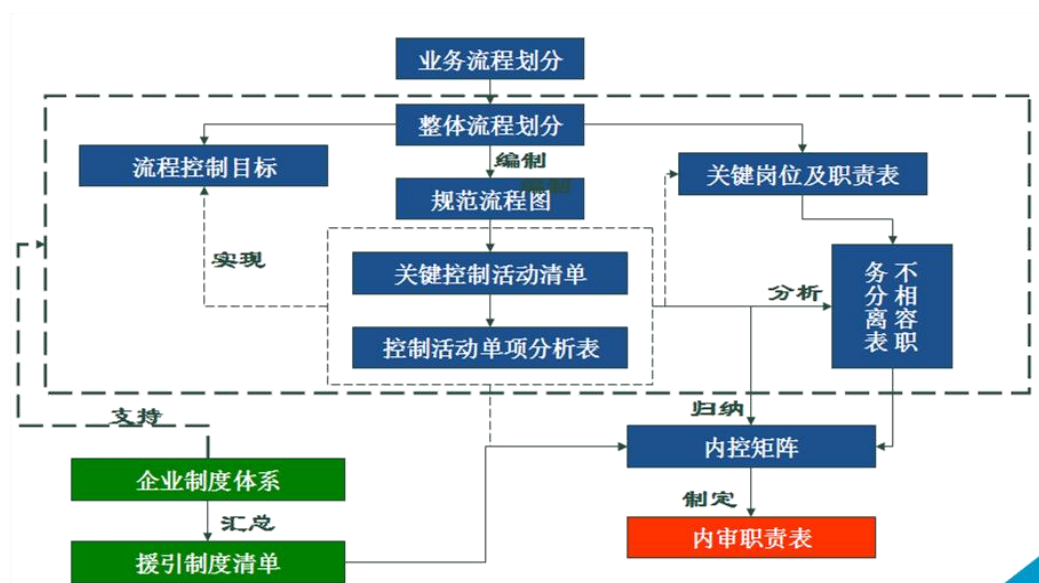 业务流程划分
整体流程划分
编制
流程控制目标
关键岗位及职责表
编制
规范流程图
实现
关键控制活动清单
分析
不相容职
务分离表
控制活动单项分析表
支持
归纳
内控矩阵
企业制度体系
制定
汇总
内审职责表
援引制度清单